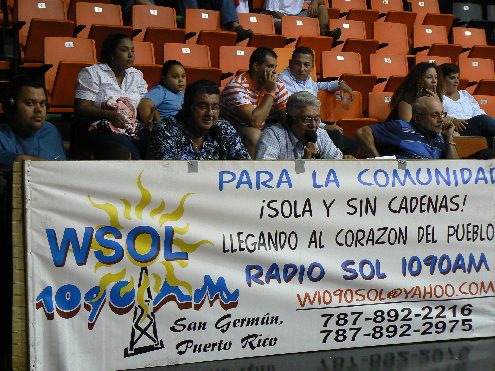 WSOL
1090AM
San Germán,
Puerto Rico
PARA LA COMUNIDAD
¡SOLA Y SIN CADENAS!
LLEGANDO AL CORAZON DEL PUEBLO
RADIO SOL 1090AM
W1090SOL@YAHOO.COM
787-892-2216
787-892-2975